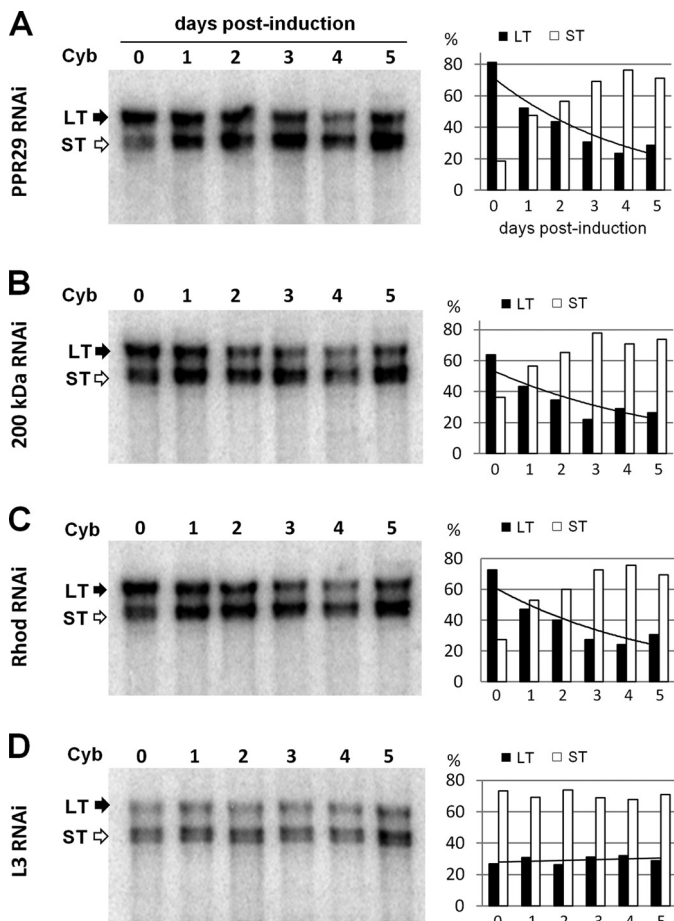 A
PPR29 RNAi
days post-induction
Cyb 0 1 2 3 4 5
LT
ST
% LT ST
80
60
40
20
0
0 1 2 3 4 5
days post-induction
B
200 kDa RNAi
Cyb 0 1 2 3 4 5
LT
ST
% LT ST
80
60
40
20
0
0 1 2 3 4 5
C
Rhod RNAi
Cyb 0 1 2 3 4 5
LT
ST
% LT ST
80
60
40
20
0
0 1 2 3 4 5
D
L3 RNAi
Cyb 0 1 2 3 4 5
LT
ST
% LT ST
80
60
40
20
0
0 1 2 3 4 5